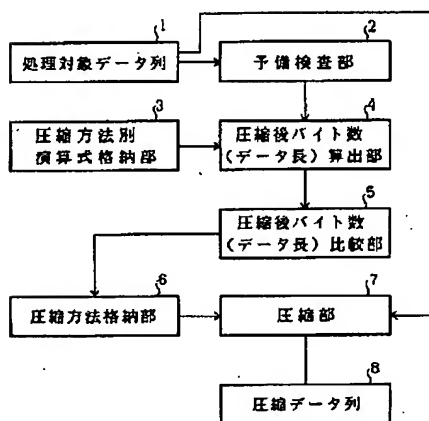 1
処理対象データ列
2
予備検査部
3
圧縮方法別
演算式格納部
4
圧縮後バイト数
(データ長)算出部
5
圧縮後バイト数
(データ長)比較部
6
圧縮方法格納部
7
圧縮部
8
圧縮データ列